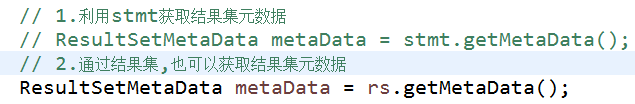 // 1.利用stmt获取结果集元数据
// ResultSetMetaData metaData = stmt.getMetaData();
// 2.通过结果集,也可以获取结果集元数据
ResultSetMetaData metaData = rs.getMetaData();